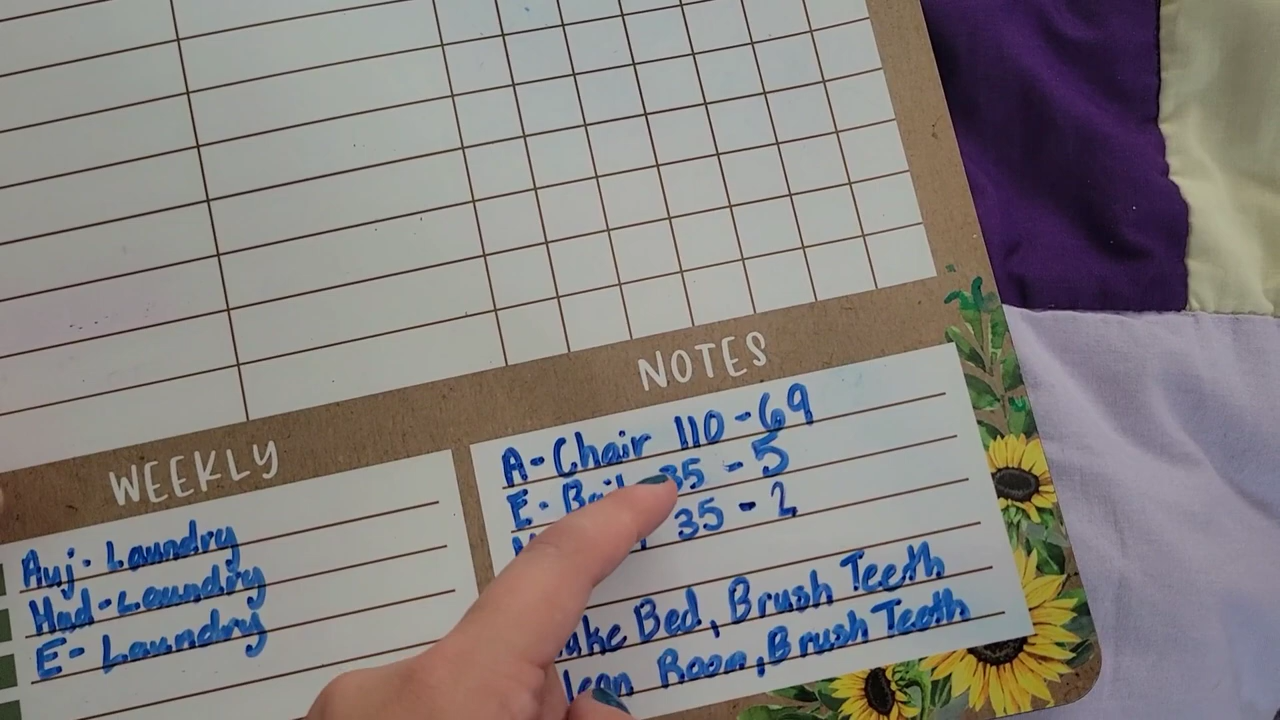 NOTES
A-Chair 110-69
E- 35 - 5
35 - 2
Bed, Brush Teeth
Room, Brush Teeth
WEEKLY
Auj- Laundry
Had-Laundry
E- Laundry